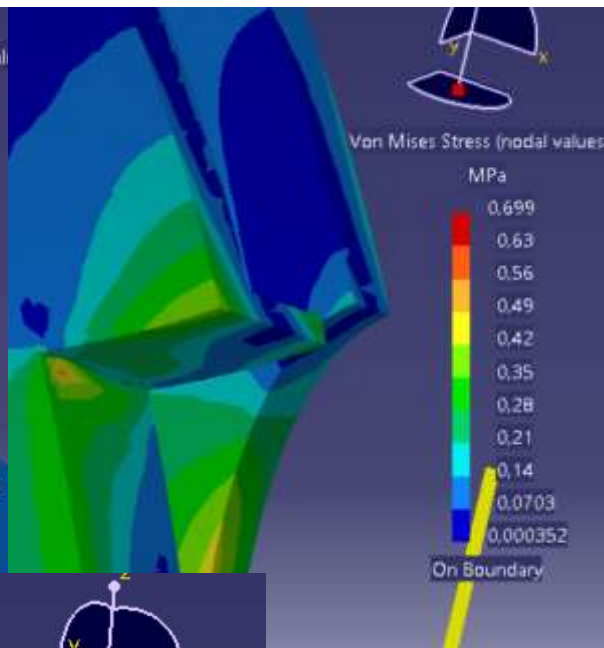 y
x
Von Mises Stress (nodal values
MPa
0,699
0,63
0,56
0,49
0,42
0,35
0,28
0,21
0,14
0,0703
0,000352
On Boundary
z
y